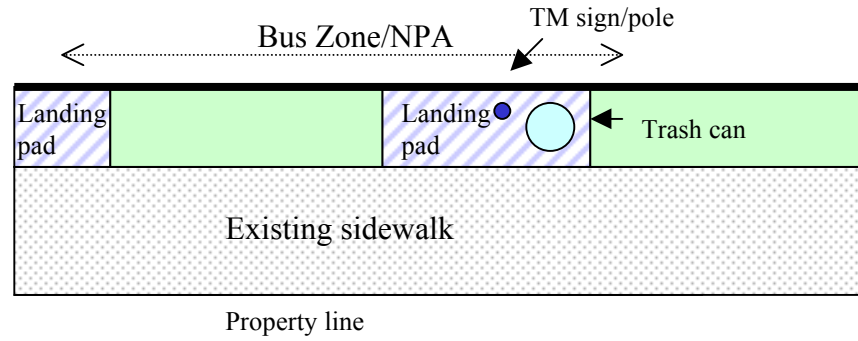 TM sign/pole
Bus Zone/NPA
Landing
pad
Landing
pad
Trash can
Existing sidewalk
Property line